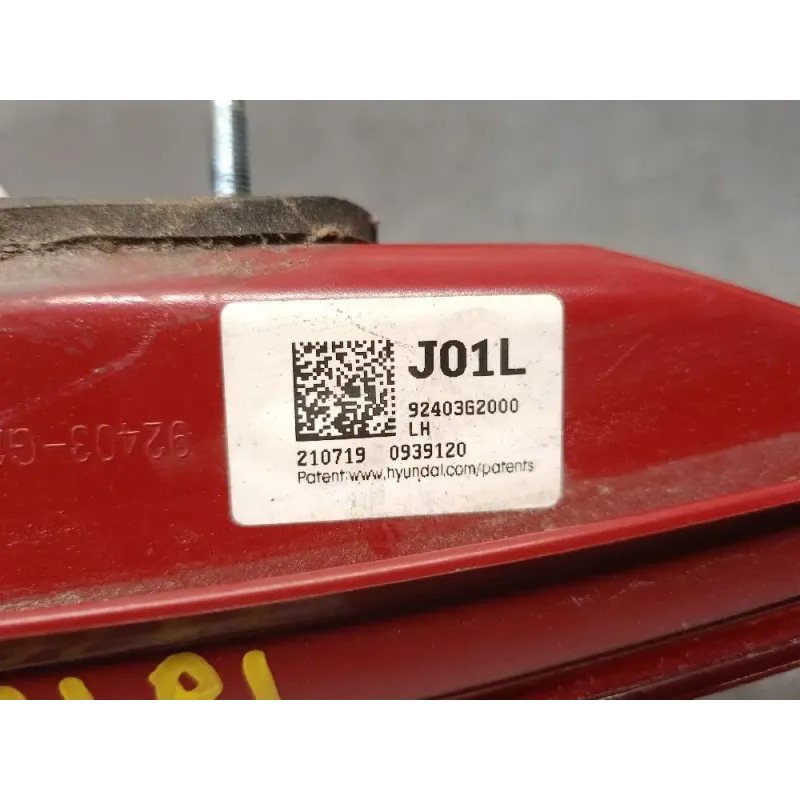 J01L
92403G2000
LH
210719 0939120
Patent:www.hyundai.com/patents
92403-G